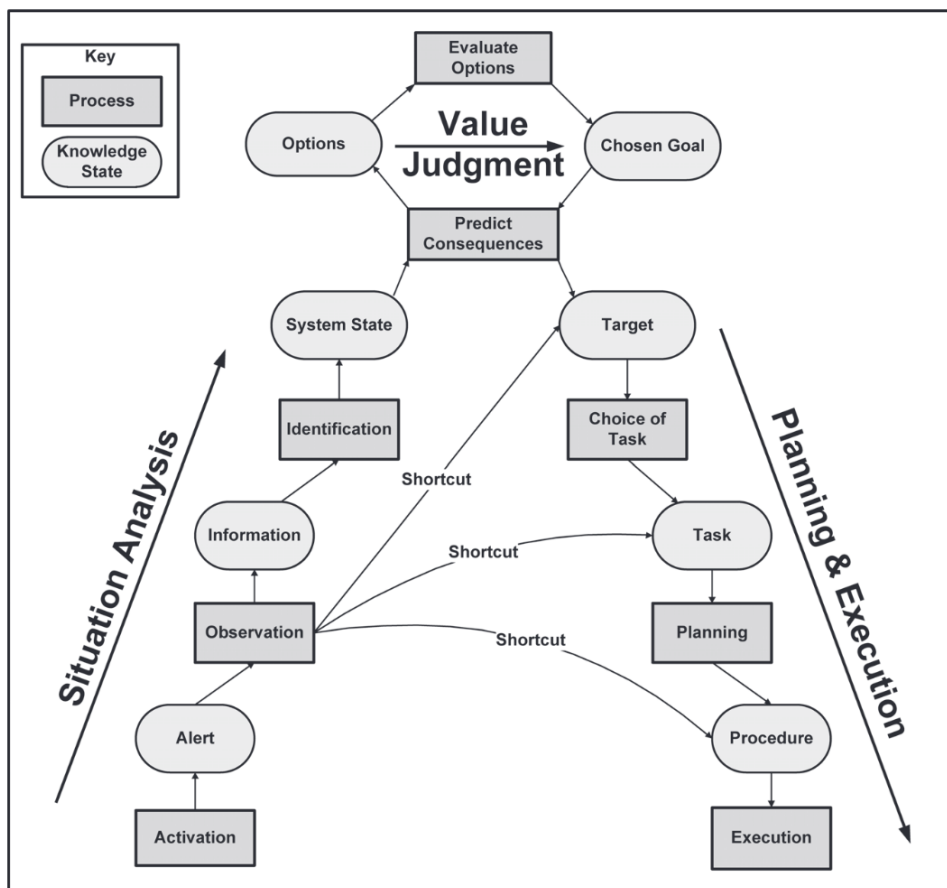 Key
Process
Knowledge
State
Evaluate
Options
Options
Value
Judgment
Chosen Goal
Predict
Consequences
System State
Target
Identification
Choice of
Task
Shortcut
Information
Shortcut
Task
Observation
Shortcut
Planning
Alert
Procedure
Activation
Execution
Situation Analysis
Planning & Execution